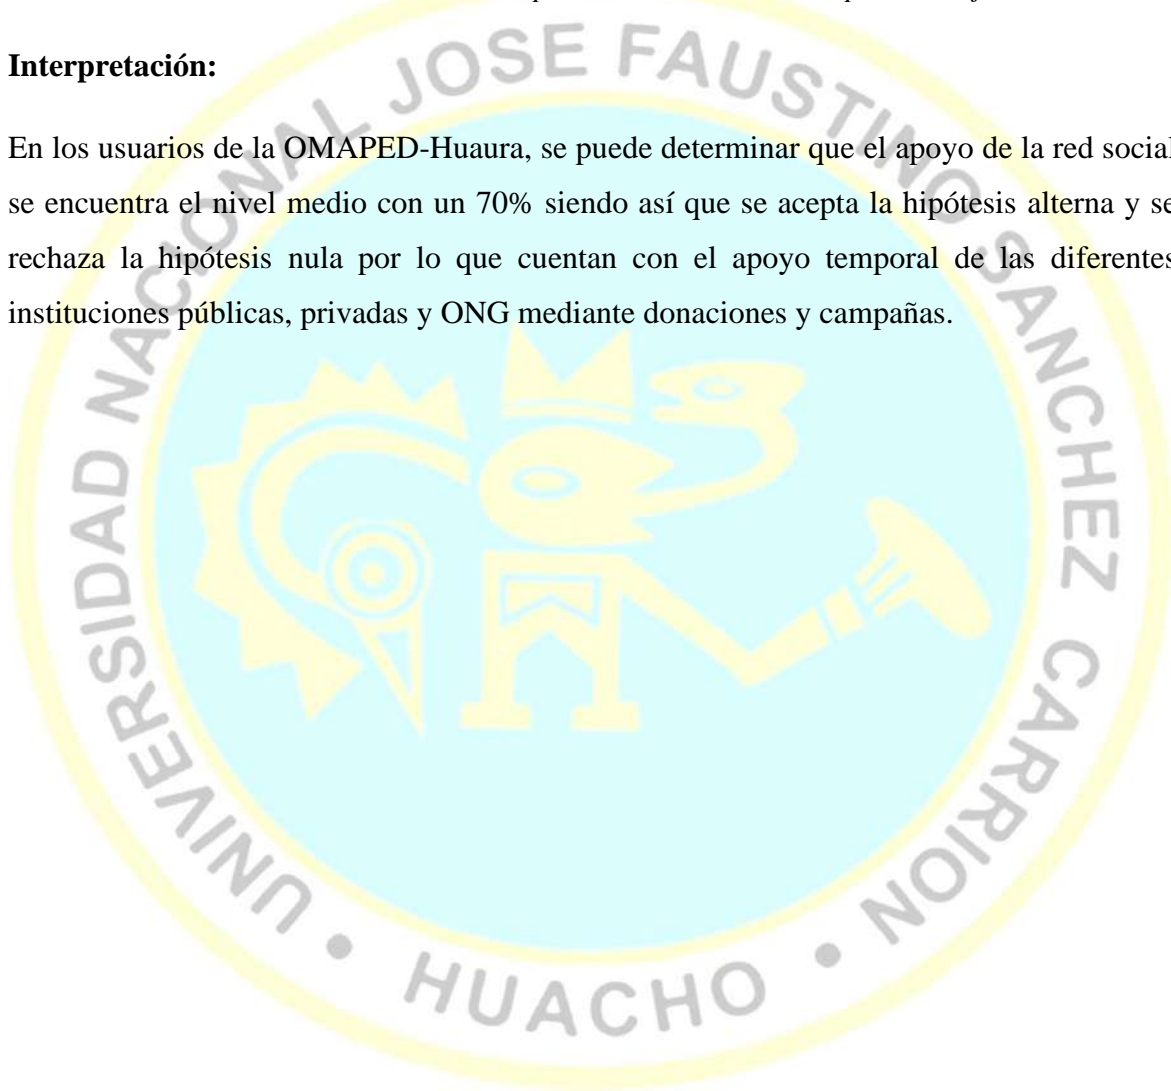 Interpretación:
En los usuarios de la OMAPED-Huaura, se puede determinar que el apoyo de la red social
se encuentra el nivel medio con un 70% siendo así que se acepta la hipótesis alterna y se
rechaza la hipótesis nula por lo que cuentan con el apoyo temporal de las diferentes
instituciones públicas, privadas y ONG mediante donaciones y campañas.
UNIVERSIDAD NACIONAL JOSE FAUSTINO SANCHEZ CARRION
• HUACHO •